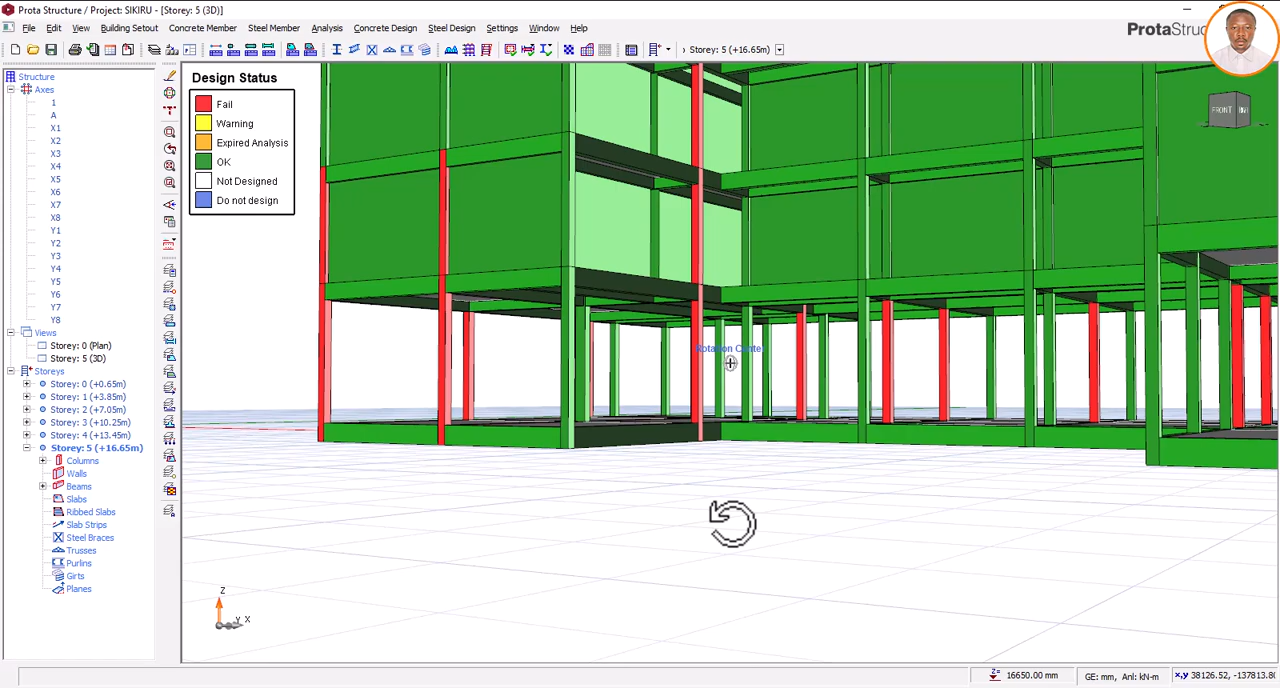 Prota Structure / Project: SIKIRU - [Storey: 5 (3D)]
File Edit View Building Setout Concrete Member Steel Member Analysis Concrete Design Steel Design Settings Window Help
ProtaStruc
Storey: 5 (+16.65m)
Structure
Axes
1
A
X1
X2
X3
X4
X5
X6
X7
X8
Y1
Y2
Y3
Y4
Y5
Y6
Y7
Y8
Views
Storey: 0 (Plan)
Storey: 5 (3D)
Storeys
Storey: 0 (+0.65m)
Storey: 1 (+3.85m)
Storey: 2 (+7.05m)
Storey: 3 (+10.25m)
Storey: 4 (+13.45m)
Storey: 5 (+16.65m)
Columns
Walls
Beams
Slabs
Ribbed Slabs
Slab Strips
Steel Braces
Trusses
Purlins
Girts
Planes
Design Status
Fail
Warning
Expired Analysis
OK
Not Designed
Do not design
FRONT
Rotation Center
Z
Y X
Z= 16650.00 mm GE: mm, Anl: kN-m x,y 38126.52, -137813.80